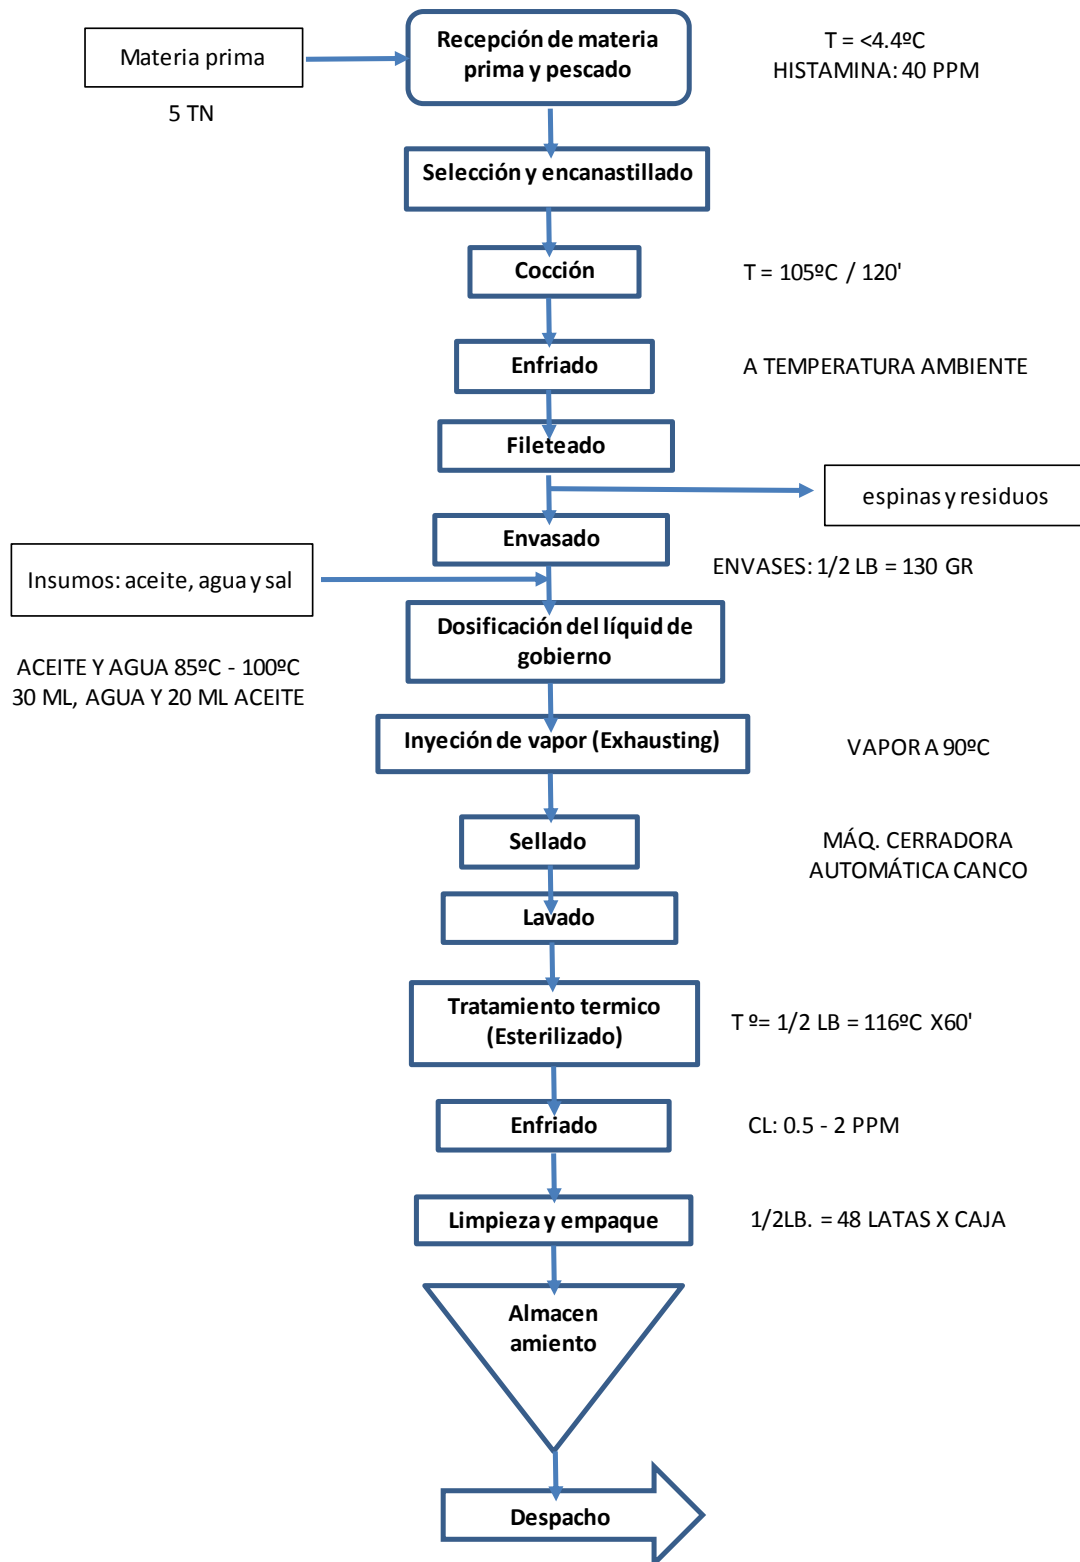 Materia prima
5 TN
Recepción de materia
prima y pescado
T = <4.4ºC
HISTAMINA: 40 PPM
Selección y encanastillado
Cocción
T = 105ºC / 120'
Enfriado
A TEMPERATURA AMBIENTE
Fileteado
espinas y residuos
Envasado
ENVASES: 1/2 LB = 130 GR
Insumos: aceite, agua y sal
ACEITE Y AGUA 85ºC - 100ºC
30 ML, AGUA Y 20 ML ACEITE
Dosificación del líquid de
gobierno
Inyeción de vapor (Exhausting)
VAPOR A 90ºC
Sellado
MÁQ. CERRADORA
AUTOMÁTICA CANCO
Lavado
Tratamiento termico
(Esterilizado)
T º= 1/2 LB = 116ºC X60'
Enfriado
CL: 0.5 - 2 PPM
Limpieza y empaque
1/2LB. = 48 LATAS X CAJA
Almacen
amiento
Despacho